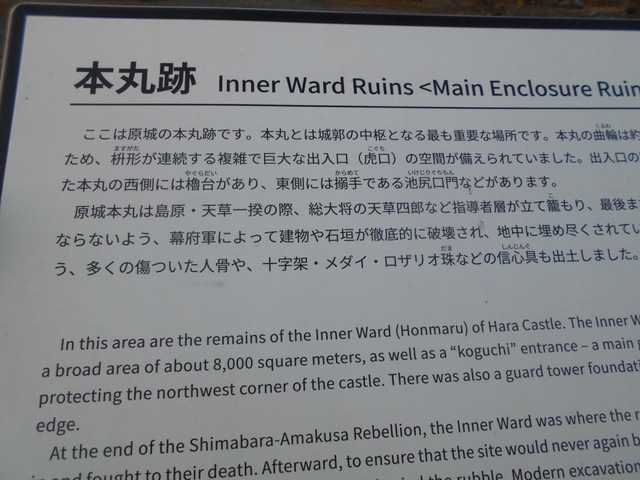 本丸跡 Inner Ward Ruins <Main Enclosure Ruin
ここは原城の本丸跡です。本丸とは城郭の中枢となる最も重要な場所です。本丸の曲輪は約
ため、枡形が連続する複雑で巨大な出入口（虎口）の空間が備えられていました。出入口の
た本丸の西側には櫓台があり、東側には搦手である池尻口門などがあります。
原城本丸は島原・天草一揆の際、総大将の天草四郎など指導者層が立て籠もり、最後ま
ならないよう、幕府軍によって建物や石垣が徹底的に破壊され、地中に埋め尽くされてい
う、多くの傷ついた人骨や、十字架・メダイ・ロザリオ珠などの信心具も出土しました。
In this area are the remains of the Inner Ward (Honmaru) of Hara Castle. The Inner W
a broad area of about 8,000 square meters, as well as a “koguchi” entrance – a main g
protecting the northwest corner of the castle. There was also a guard tower foundati
edge.
At the end of the Shimabara-Amakusa Rebellion, the Inner Ward was where the r
in and fought to their death. Afterward, to ensure that the site would never again b
the rubble. Modern excavation